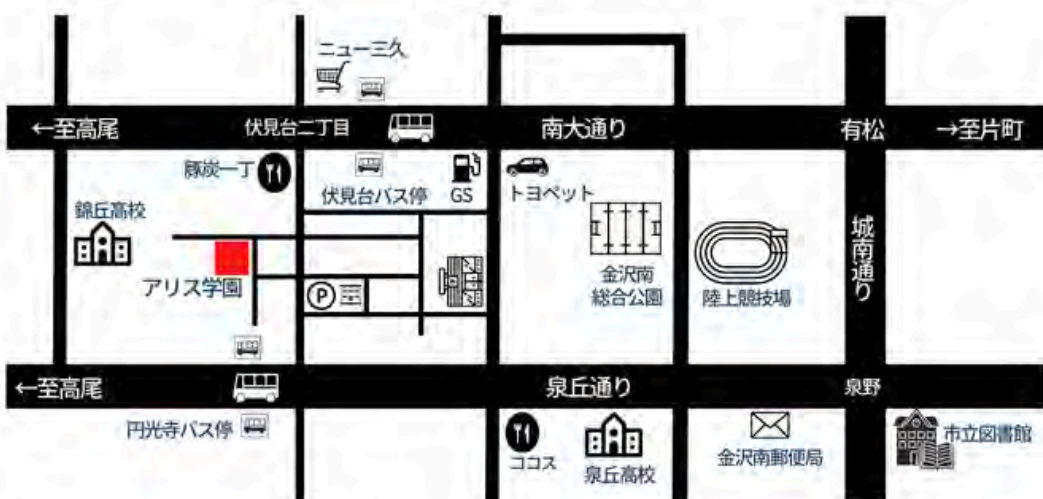 ニュー三久
←至高尾
伏見台二丁目
南大通り
有松
→至片町
豚炭一丁
伏見台バス停
GS
トヨペット
錦丘高校
城南通り
アリス学園
P
金沢南
総合公園
陸上競技場
←至高尾
泉丘通り
泉野
円光寺バス停
ココス
泉丘高校
金沢南郵便局
市立図書館